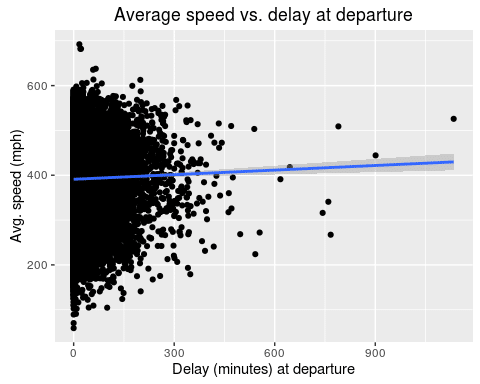 Average speed vs. delay at departure
Avg. speed (mph)
600
400
200
0 300 600 900
Delay (minutes) at departure